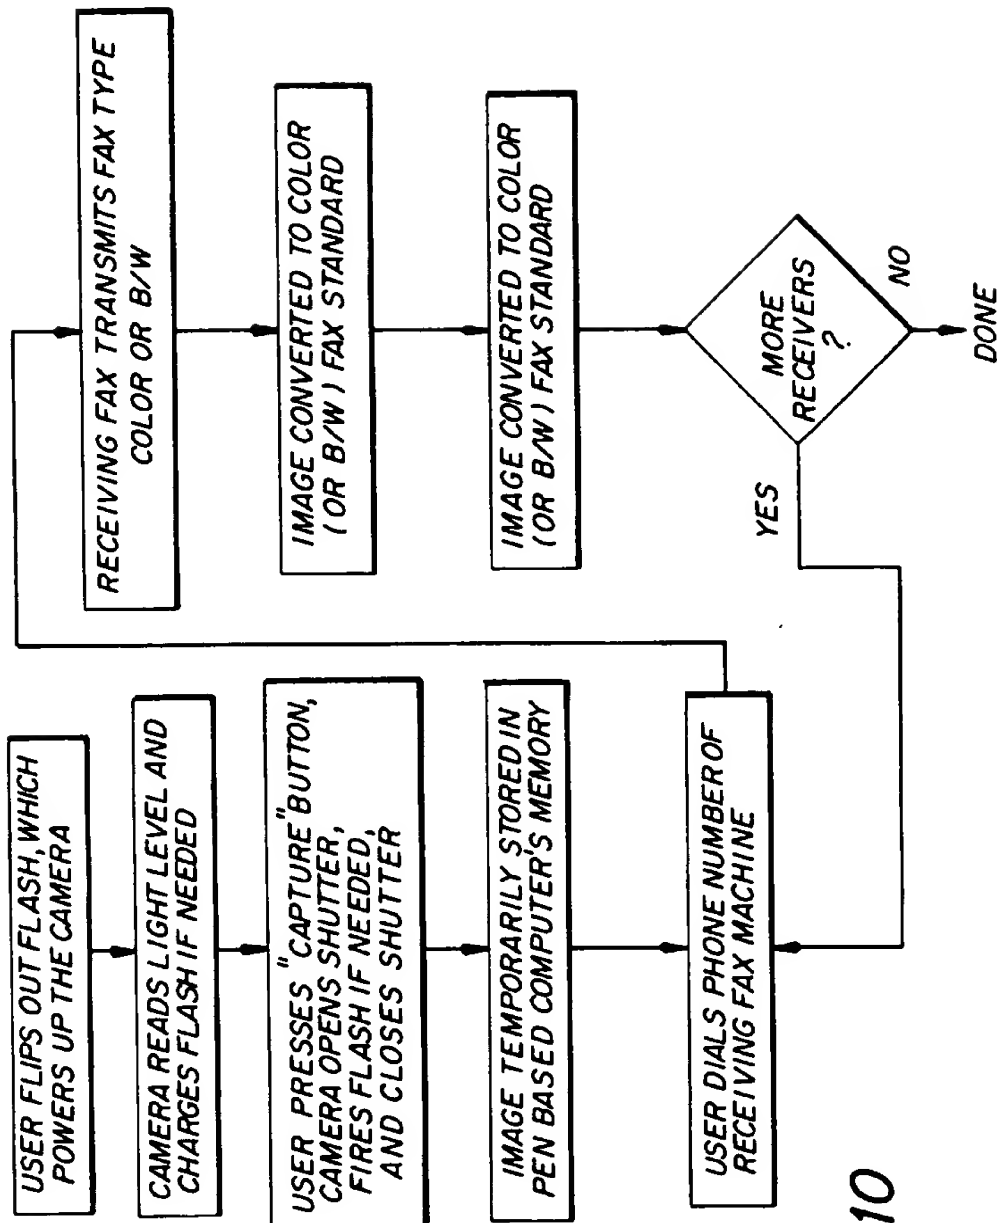 USER FLIPS OUT FLASH, WHICH
POWERS UP THE CAMERA
CAMERA READS LIGHT LEVEL AND
CHARGES FLASH IF NEEDED
USER PRESSES "CAPTURE" BUTTON,
CAMERA OPENS SHUTTER,
FIRES FLASH IF NEEDED,
AND CLOSES SHUTTER
IMAGE TEMPORARILY STORED IN
PEN BASED COMPUTER'S MEMORY
USER DIALS PHONE NUMBER OF
RECEIVING FAX MACHINE
RECEIVING FAX TRANSMITS FAX TYPE
COLOR OR B/W
IMAGE CONVERTED TO COLOR
(OR B/W) FAX STANDARD
IMAGE CONVERTED TO COLOR
(OR B/W) FAX STANDARD
MORE
RECEIVERS
?
YES
NO
DONE
10